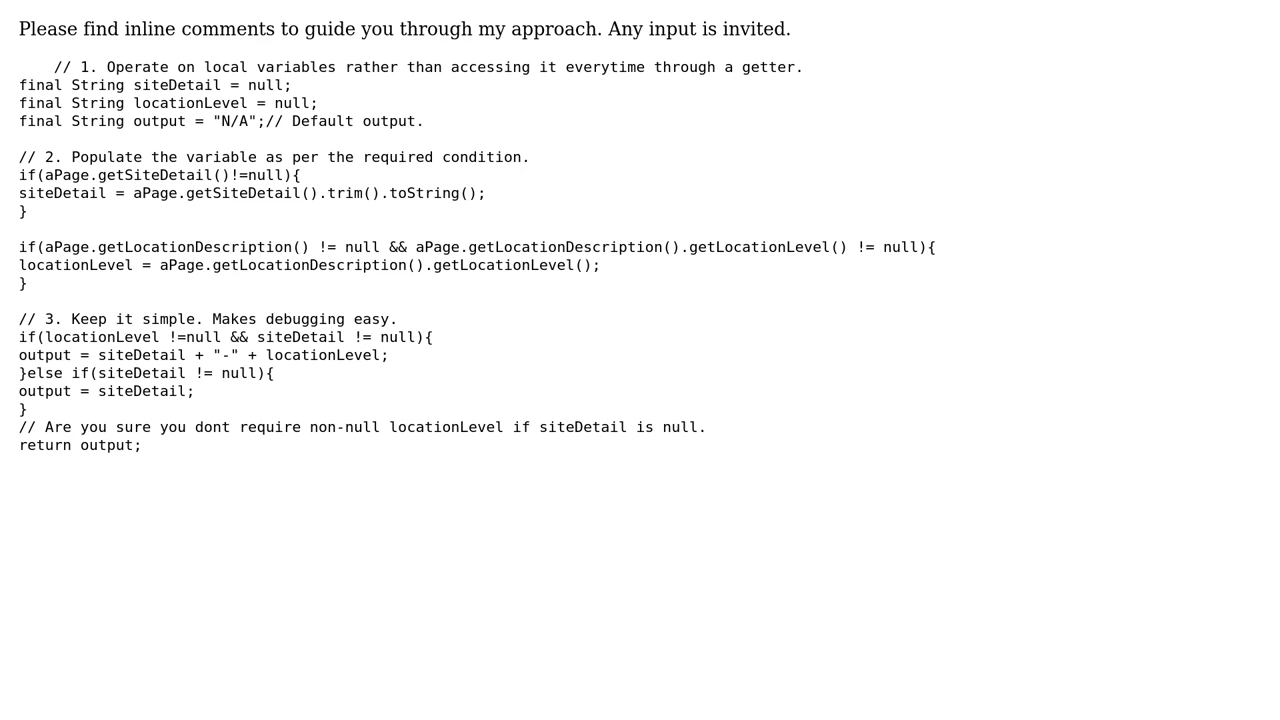 Please find inline comments to guide you through my approach. Any input is invited.
// 1. Operate on local variables rather than accessing it everytime through a getter.
final String siteDetail = null;
final String locationLevel = null;
final String output = "N/A";// Default output.
// 2. Populate the variable as per the required condition.
if(aPage.getSiteDetail()!=null){
siteDetail = aPage.getSiteDetail().trim().toString();
}
if(aPage.getLocationDescription() != null && aPage.getLocationDescription().getLocationLevel() != null){
locationLevel = aPage.getLocationDescription().getLocationLevel();
}
// 3. Keep it simple. Makes debugging easy.
if(locationLevel !=null && siteDetail != null){
output = siteDetail + "-" + locationLevel;
}else if(siteDetail != null){
output = siteDetail;
}
// Are you sure you dont require non-null locationLevel if siteDetail is null.
return output;